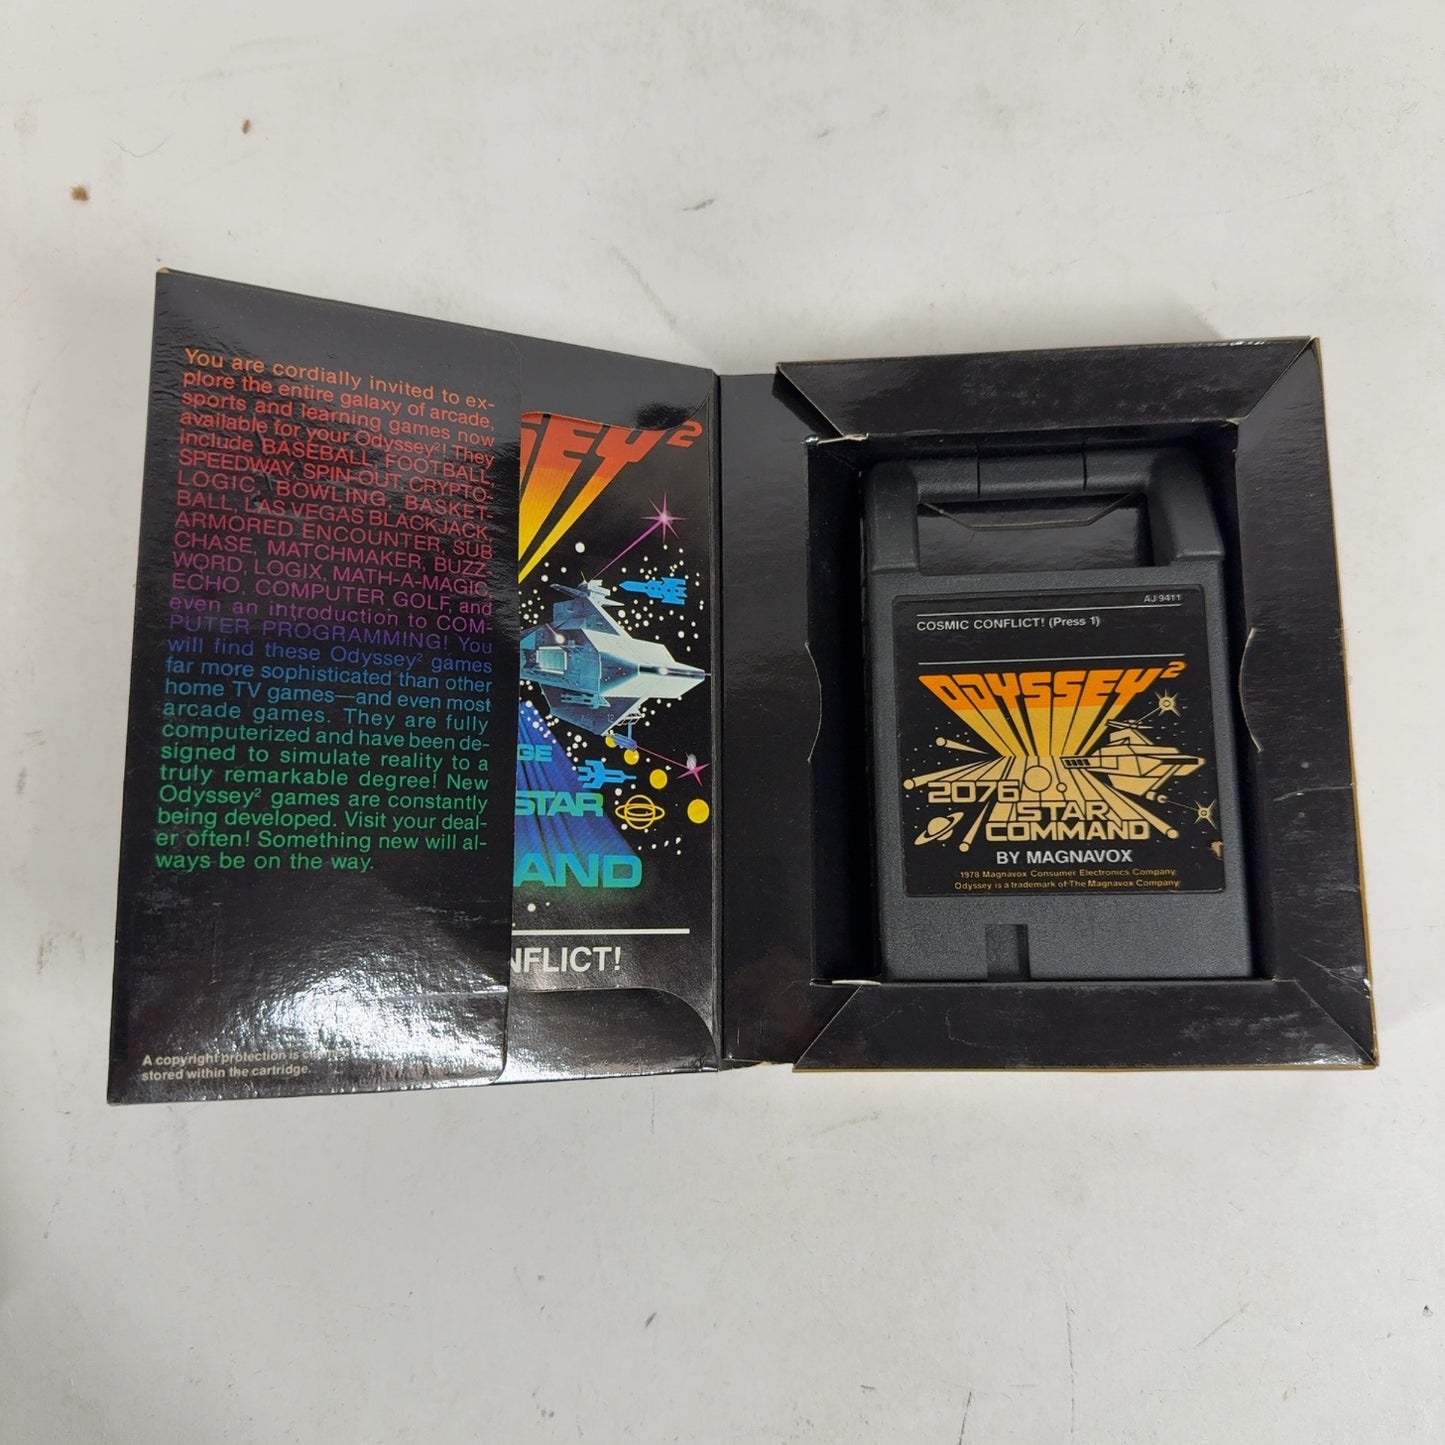 You are cordially invited to ex-
plore the entire galaxy of arcade,
sports and learning games now
available for your Odyssey²! They
include BASEBALL, FOOTBALL,
SPEEDWAY, SPIN-OUT, CRYPTO-
LOGIC, BOWLING, BASKET-
BALL, LAS VEGAS BLACKJACK,
ARMORED ENCOUNTER, SUB
CHASE, MATCHMAKER, BUZZ
WORD, LOGIX, MATH-A-MAGIC,
ECHO, COMPUTER GOLF, and
even an introduction to COM-
PUTER PROGRAMMING! You
will find these Odyssey² games
far more sophisticated than other
home TV games—and even most
arcade games. They are fully
computerized and have been de-
signed to simulate reality to a
truly remarkable degree! New
Odyssey² games are constantly
being developed. Visit your deal-
er often! Something new will al-
ways be on the way.
A copyright protection is
stored within the cartridge.
SEY²
GE
STAR
AND
NFLICT!
AJ 9411
COSMIC CONFLICT! (Press 1)
ODYSSEY²
2076
STAR
COMMAND
BY MAGNAVOX
1978 Magnavox Consumer Electronics Company
Odyssey is a trademark of The Magnavox Company